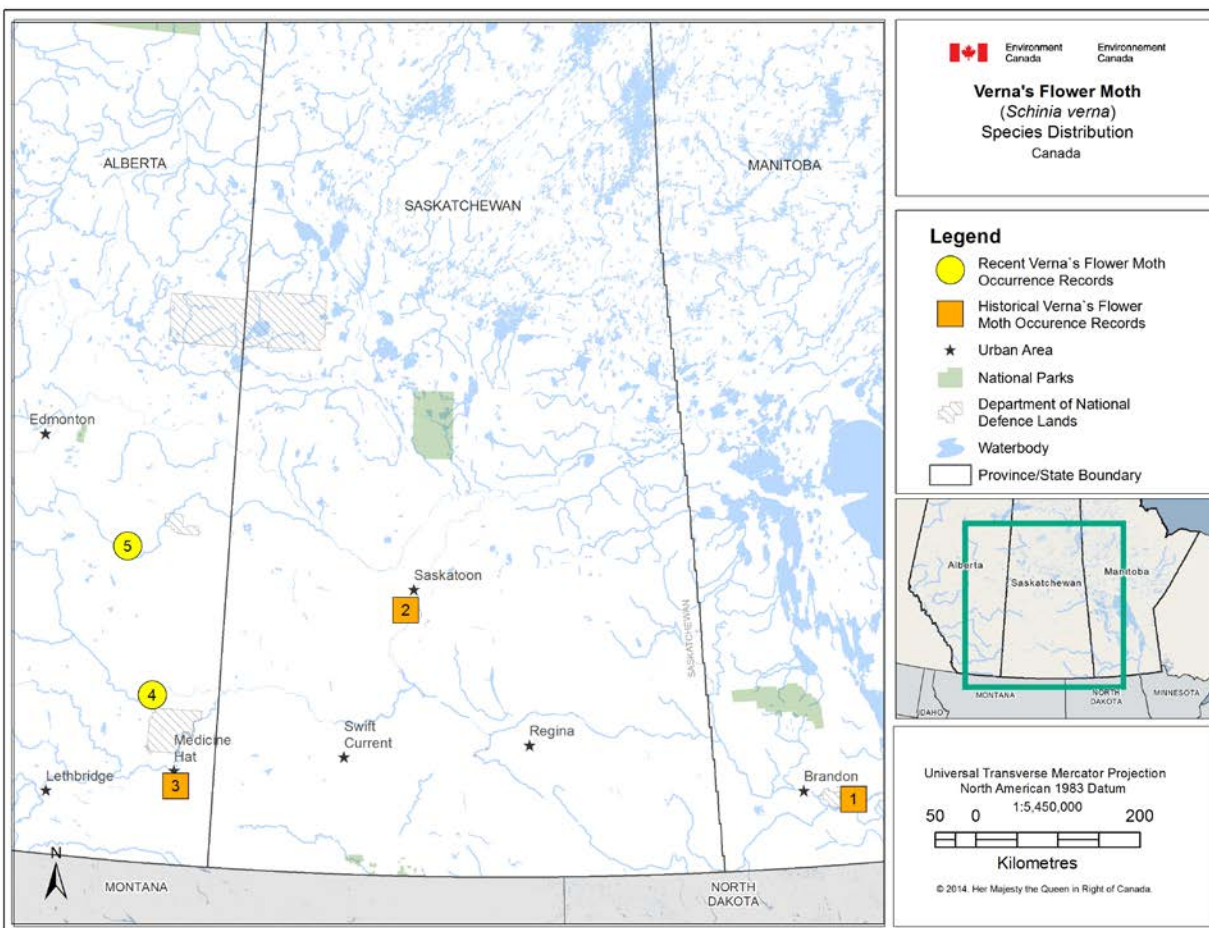 ALBERTA
SASKATCHEWAN
MANITOBA
Edmonton
5
Saskatoon
2
SASKATCHEWAN
4
Medicine
Hat
3
Lethbridge
Swift
Current
Regina
Brandon
1
N
MONTANA
NORTH
DAKOTA
Environment
Canada
Environnement
Canada
Verna's Flower Moth
(Schinia verna)
Species Distribution
Canada
Legend
Recent Verna`s Flower Moth
Occurrence Records
Historical Verna`s Flower
Moth Occurence Records
Urban Area
National Parks
Department of National
Defence Lands
Waterbody
Province/State Boundary
Alberta
Saskatchewan
Manitoba
MONTANA
NORTH
DAKOTA
MINNESOTA
IDAHO
Universal Transverse Mercator Projection
North American 1983 Datum
1:5,450,000
50 0 200
Kilometres
© 2014. Her Majesty the Queen in Right of Canada.